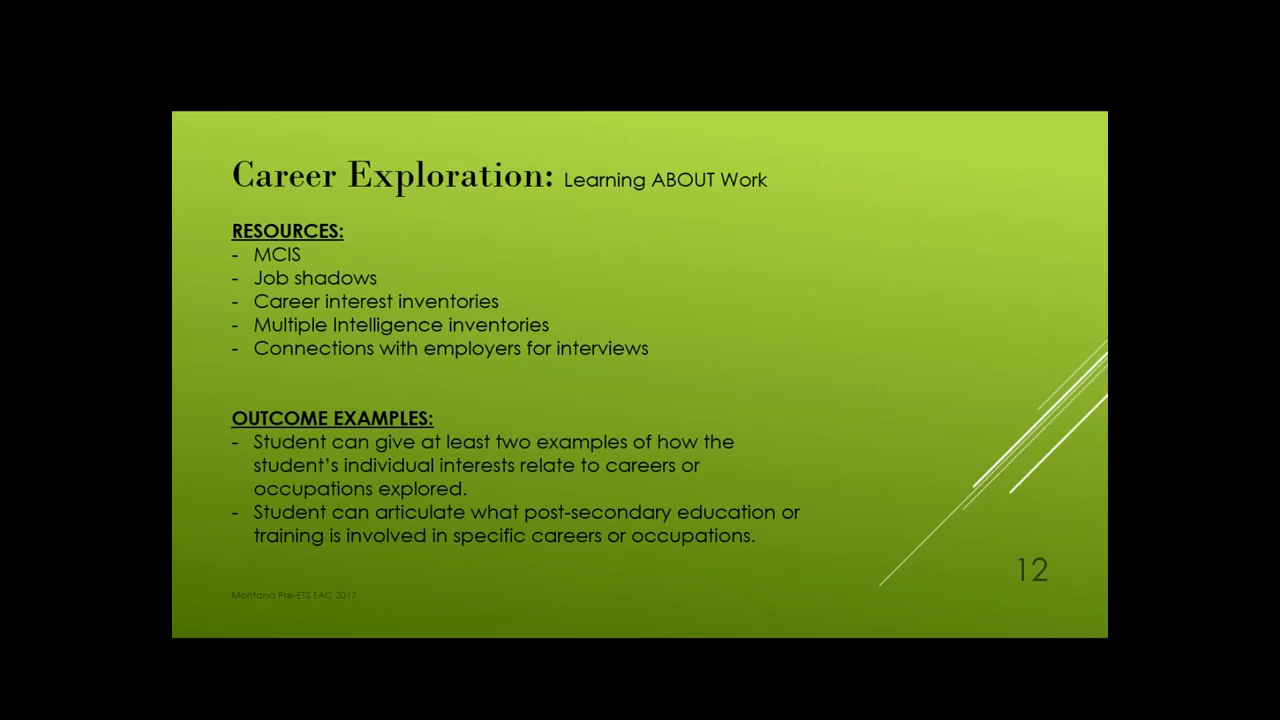 Career Exploration: Learning ABOUT Work
RESOURCES:
- MCIS
- Job shadows
- Career interest inventories
- Multiple Intelligence inventories
- Connections with employers for interviews
OUTCOME EXAMPLES:
- Student can give at least two examples of how the
student’s individual interests relate to careers or
occupations explored.
- Student can articulate what post-secondary education or
training is involved in specific careers or occupations.
12
Montana Pre-ETS TAC 2017